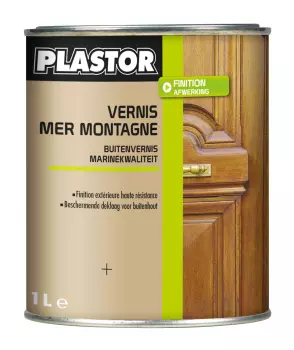 PLASTOR
FINITION
AFWERKING
VERNIS
MER MONTAGNE
BUITENVERNIS
MARINEKWALITEIT
• Finition extérieure haute résistance
• Beschermende deklaag voor buitenhout
1 L e